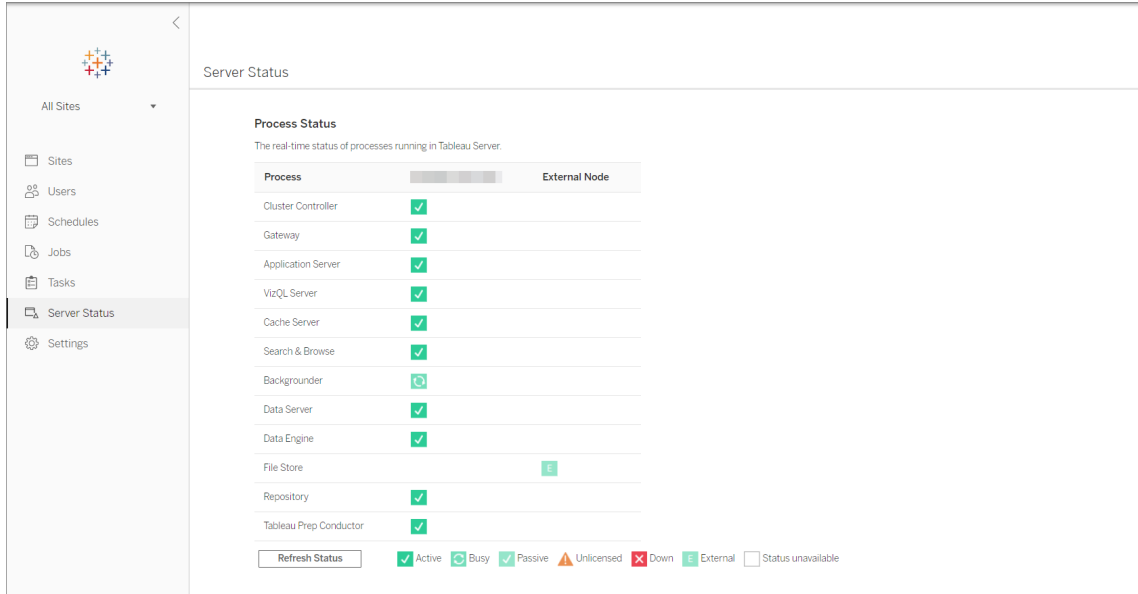 Server Status
All Sites
Sites
Users
Schedules
Jobs
Tasks
Server Status
Settings
Process Status
The real-time status of processes running in Tableau Server.
Process External Node
Cluster Controller
Gateway
Application Server
VizQL Server
Cache Server
Search & Browse
Backgrounder
Data Server
Data Engine
File Store E
Repository
Tableau Prep Conductor
Refresh Status Active Busy Passive Unlicensed Down E External Status unavailable